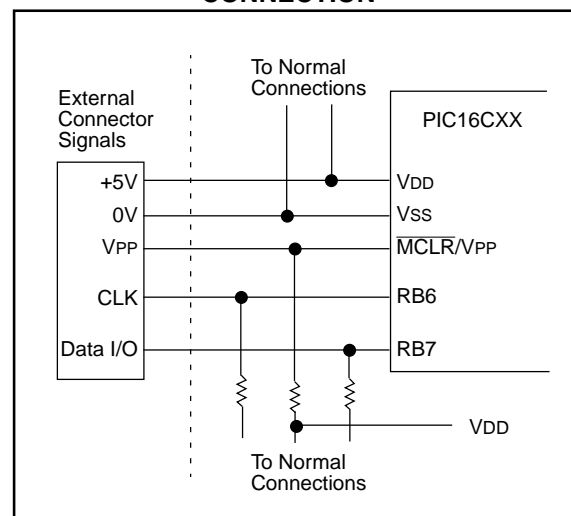 CONNECTION
To Normal
Connections
External
Connector
Signals
PIC16CXX
+5V
VDD
0V
VSS
VPP
MCLR/VPP
CLK
RB6
Data I/O
RB7
VDD
To Normal
Connections